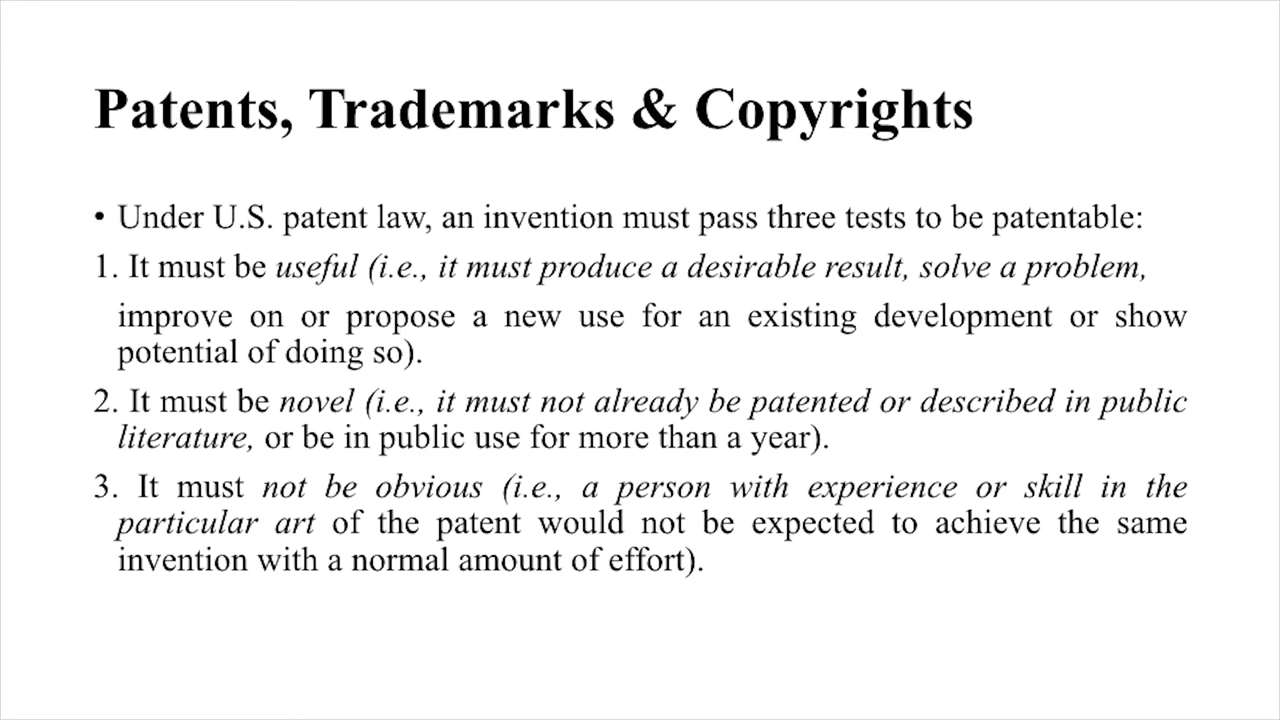 Patents, Trademarks & Copyrights
• Under U.S. patent law, an invention must pass three tests to be patentable:
1. It must be useful (i.e., it must produce a desirable result, solve a problem,
improve on or propose a new use for an existing development or show
potential of doing so).
2. It must be novel (i.e., it must not already be patented or described in public
literature, or be in public use for more than a year).
3. It must not be obvious (i.e., a person with experience or skill in the
particular art of the patent would not be expected to achieve the same
invention with a normal amount of effort).